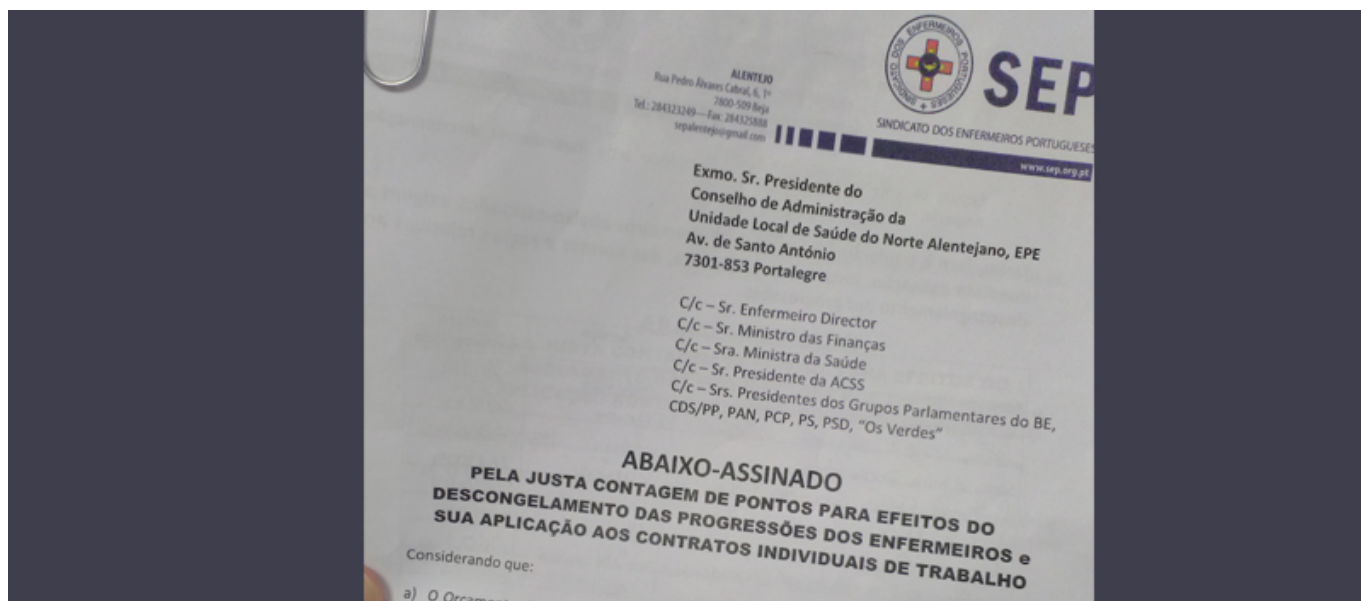 SINDICATO DOS ENFERMEIROS PORTUGUESES
SEP
SINDICATO DOS ENFERMEIROS PORTUGUESES
www.sep.org.pt
ALENTEJO
Rua Pedro Álvares Cabral, 6, 1º
7800-509 Beja
Tel.: 284323249—Fax: 284325888
sepalentejo@gmail.com
Exmo. Sr. Presidente do
Conselho de Administração da
Unidade Local de Saúde do Norte Alentejano, EPE
Av. de Santo António
7301-853 Portalegre
C/c – Sr. Enfermeiro Director
C/c – Sr. Ministro das Finanças
C/c – Sra. Ministra da Saúde
C/c – Sr. Presidente da ACSS
C/c – Srs. Presidentes dos Grupos Parlamentares do BE,
CDS/PP, PAN, PCP, PS, PSD, “Os Verdes”
ABAIXO-ASSINADO
PELA JUSTA CONTAGEM DE PONTOS PARA EFEITOS DO
DESCONGELAMENTO DAS PROGRESSÕES DOS ENFERMEIROS e
SUA APLICAÇÃO AOS CONTRATOS INDIVIDUAIS DE TRABALHO
Considerando que:
a) O